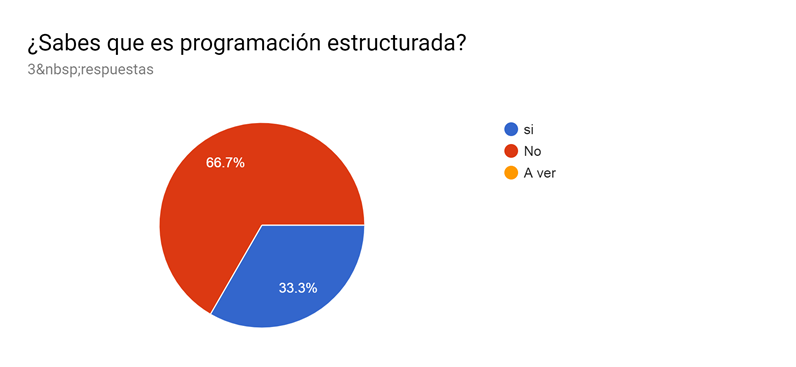 ¿Sabes que es programación estructurada?
3&nbsp;respuestas
66.7%
33.3%
si
No
A ver